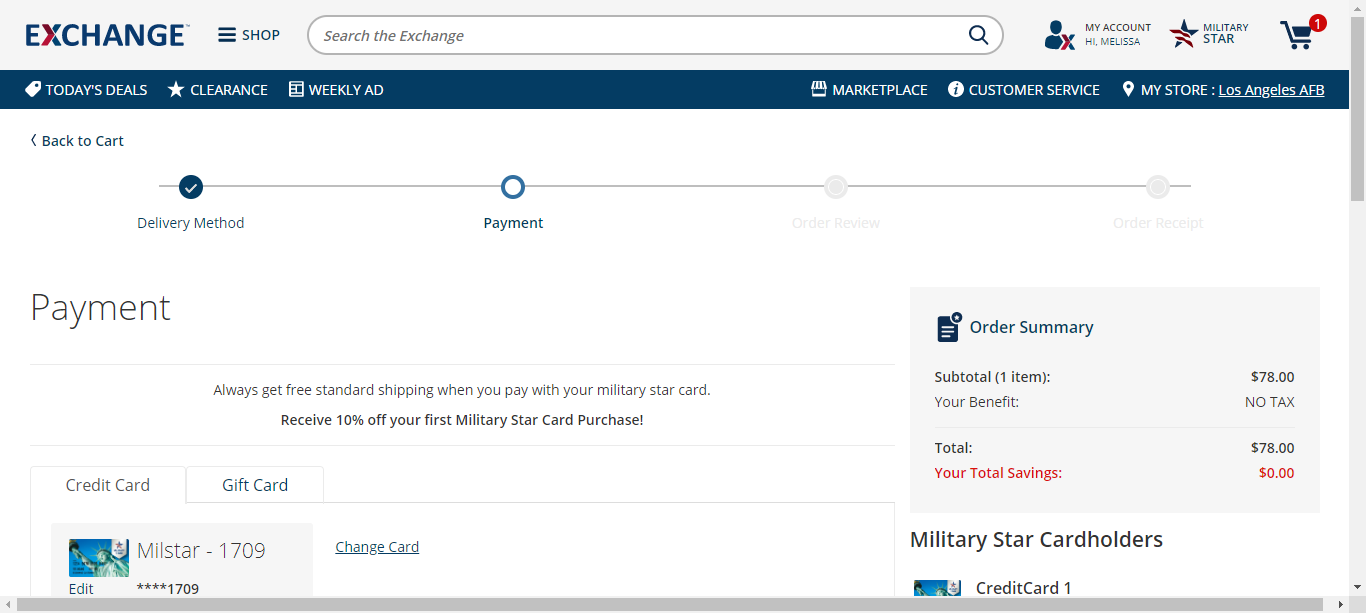 EXCHANGE
SHOP
Search the Exchange
MY ACCOUNT
HI, MELISSA
MILITARY
STAR
1
TODAY'S DEALS
CLEARANCE
WEEKLY AD
MARKETPLACE
CUSTOMER SERVICE
MY STORE : Los Angeles AFB
Back to Cart
Delivery Method
Payment
Order Review
Order Receipt
Payment
Always get free standard shipping when you pay with your military star card.
Receive 10% off your first Military Star Card Purchase!
Credit Card
Gift Card
Milstar - 1709
Change Card
Edit
****1709
Order Summary
Subtotal (1 item): $78.00
Your Benefit: NO TAX
Total: $78.00
Your Total Savings: $0.00
Military Star Cardholders
CreditCard 1